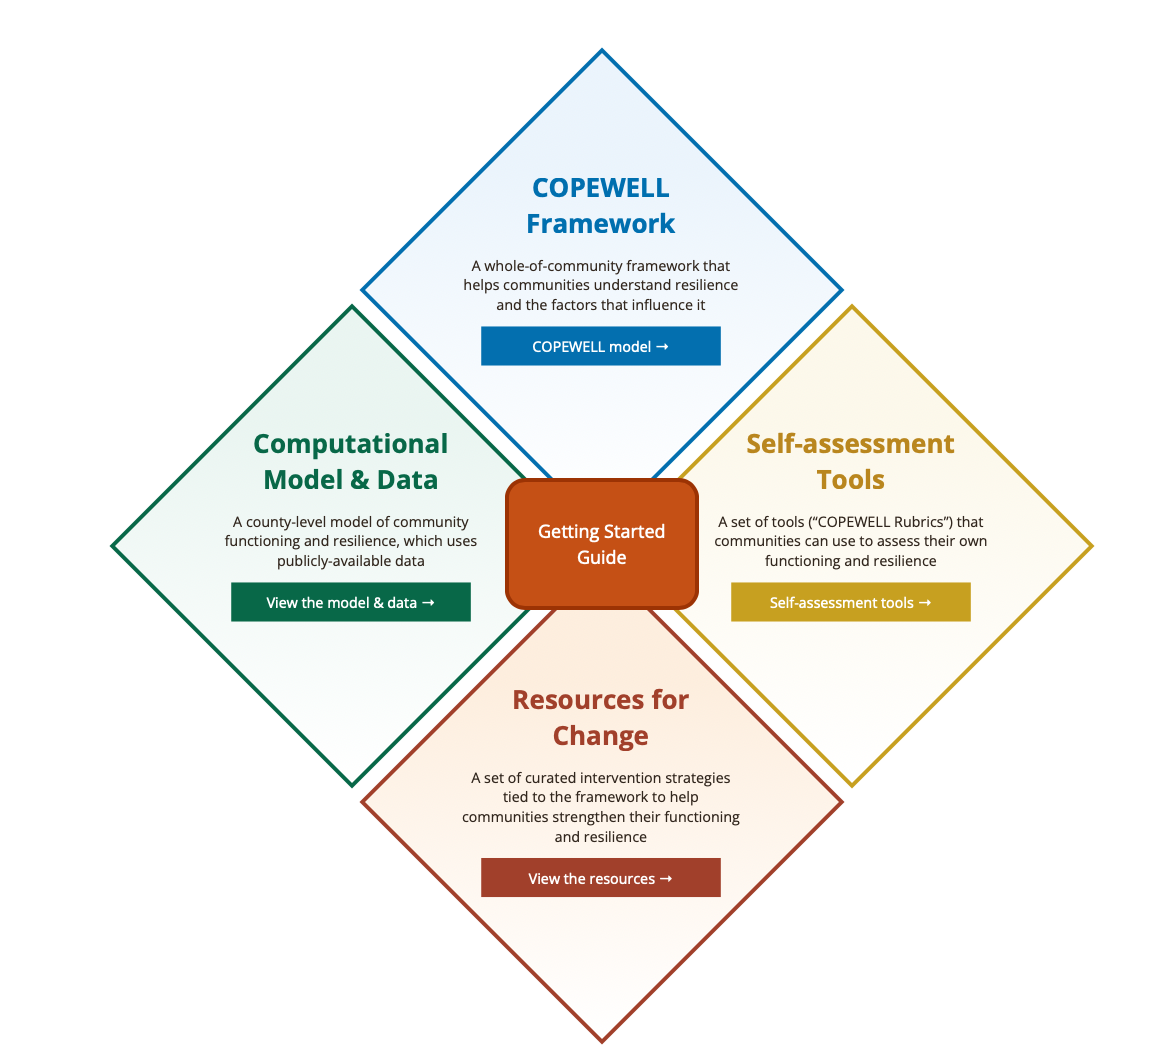 COPEWELL
Framework
A whole-of-community framework that
helps communities understand resilience
and the factors that influence it
COPEWELL model →
Computational
Model & Data
A county-level model of community
functioning and resilience, which uses
publicly-available data
View the model & data →
Getting Started
Guide
Self-assessment
Tools
A set of tools (“COPEWELL Rubrics”) that
communities can use to assess their own
functioning and resilience
Self-assessment tools →
Resources for
Change
A set of curated intervention strategies
tied to the framework to help
communities strengthen their functioning
and resilience
View the resources →